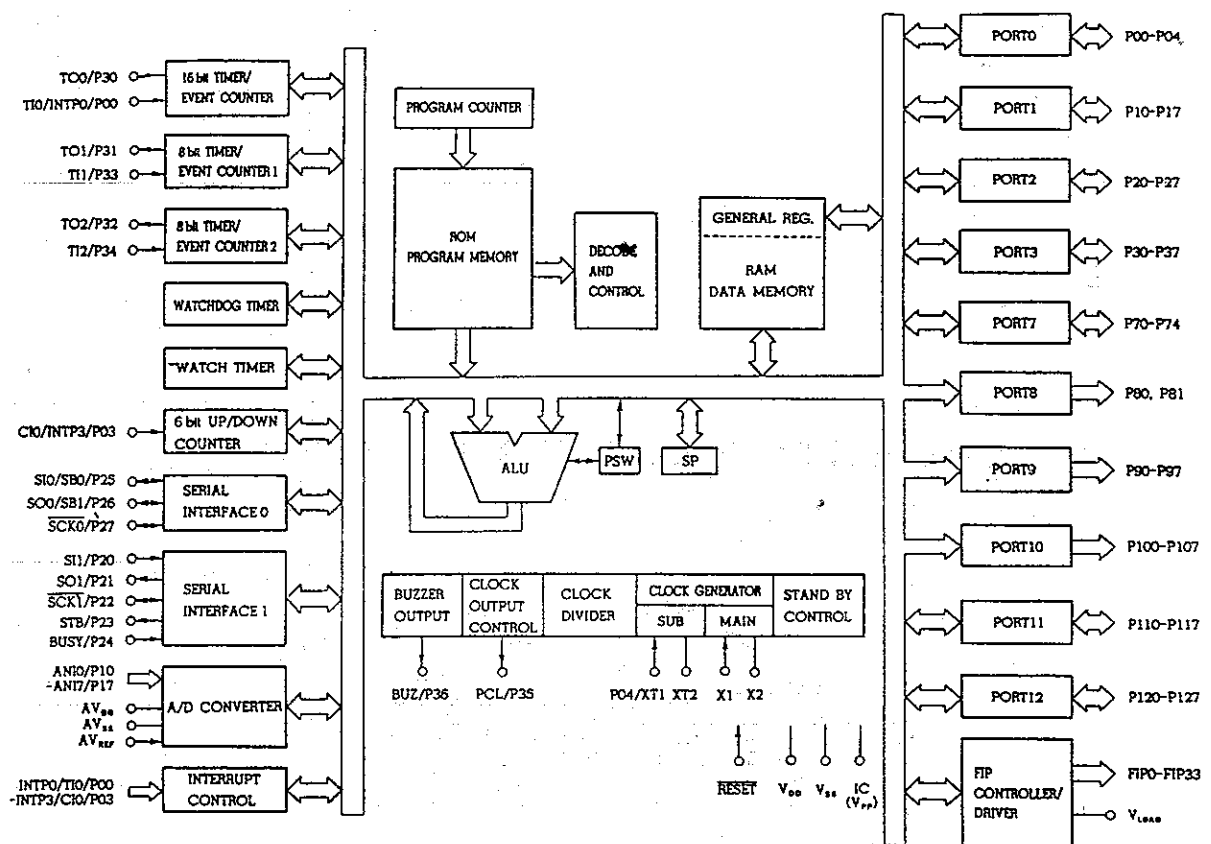 TO0/P30
TI0/INTP0/P00
16 bit TIMER/
EVENT COUNTER
TO1/P31
TI1/P33
8 bit TIMER/
EVENT COUNTER 1
TO2/P32
TI2/P34
8 bit TIMER/
EVENT COUNTER 2
WATCHDOG TIMER
WATCH TIMER
CI0/INTP3/P03
6 bit UP/DOWN
COUNTER
SI0/SB0/P25
SO0/SB1/P26
SCK0/P27
SERIAL
INTERFACE 0
SI1/P20
SO1/P21
SCK1/P22
STB/P23
BUSY/P24
SERIAL
INTERFACE 1
ANI0/P10
-ANI7/P17
AVDD
AVSS
AVREF
A/D CONVERTER
INTP0/TI0/P00
-INTP3/CI0/P03
INTERRUPT
CONTROL
PROGRAM COUNTER
ROM
PROGRAM MEMORY
DECODE
AND
CONTROL
GENERAL REG.
RAM
DATA MEMORY
ALU
PSW
SP
BUZZER
OUTPUT
CLOCK
OUTPUT
CONTROL
CLOCK
DIVIDER
CLOCK GENERATOR
SUB
MAIN
STAND BY
CONTROL
BUZ/P36
PCL/P35
P04/XT1
XT2
X1
X2
RESET
VDD
VSS
IC
(VPP)
PORT0
P00-P04
PORT1
P10-P17
PORT2
P20-P27
PORT3
P30-P37
PORT7
P70-P74
PORT8
P80, P81
PORT9
P90-P97
PORT10
P100-P107
PORT11
P110-P117
PORT12
P120-P127
FIP
CONTROLLER/
DRIVER
FIP0-FIP33
VLOAD